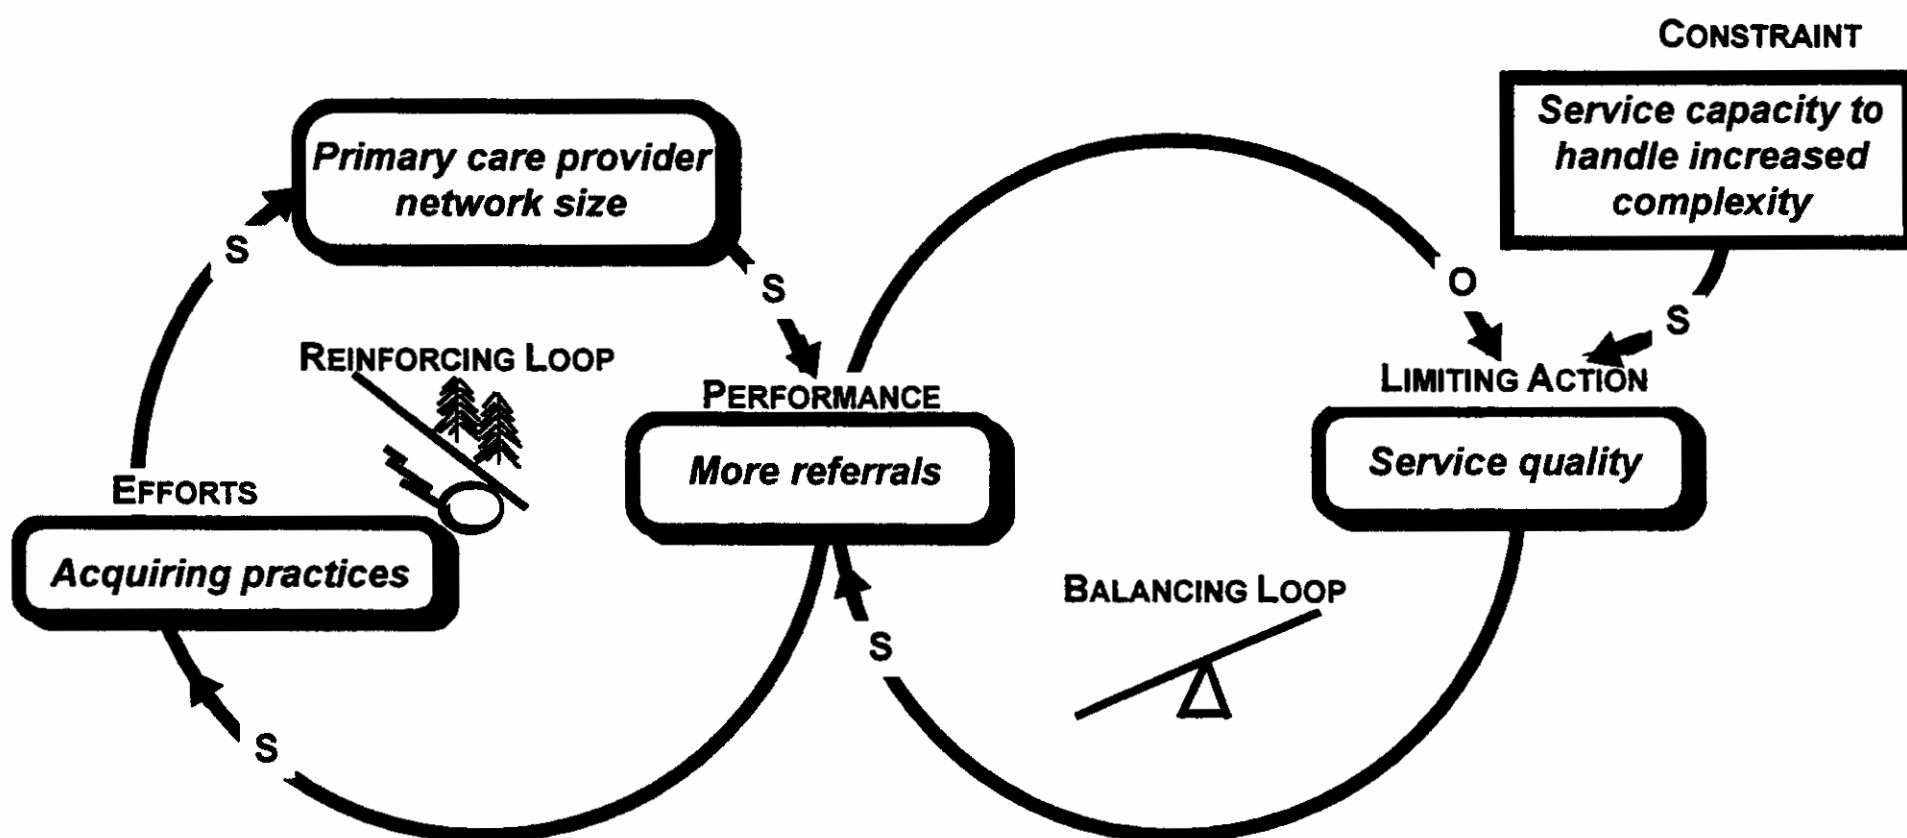 CONSTRAINT
Service capacity to
handle increased
complexity
Primary care provider
network size
S
S
O
S
REINFORCING LOOP
PERFORMANCE
More referrals
LIMITING ACTION
Service quality
EFFORTS
Acquiring practices
BALANCING LOOP
S
S